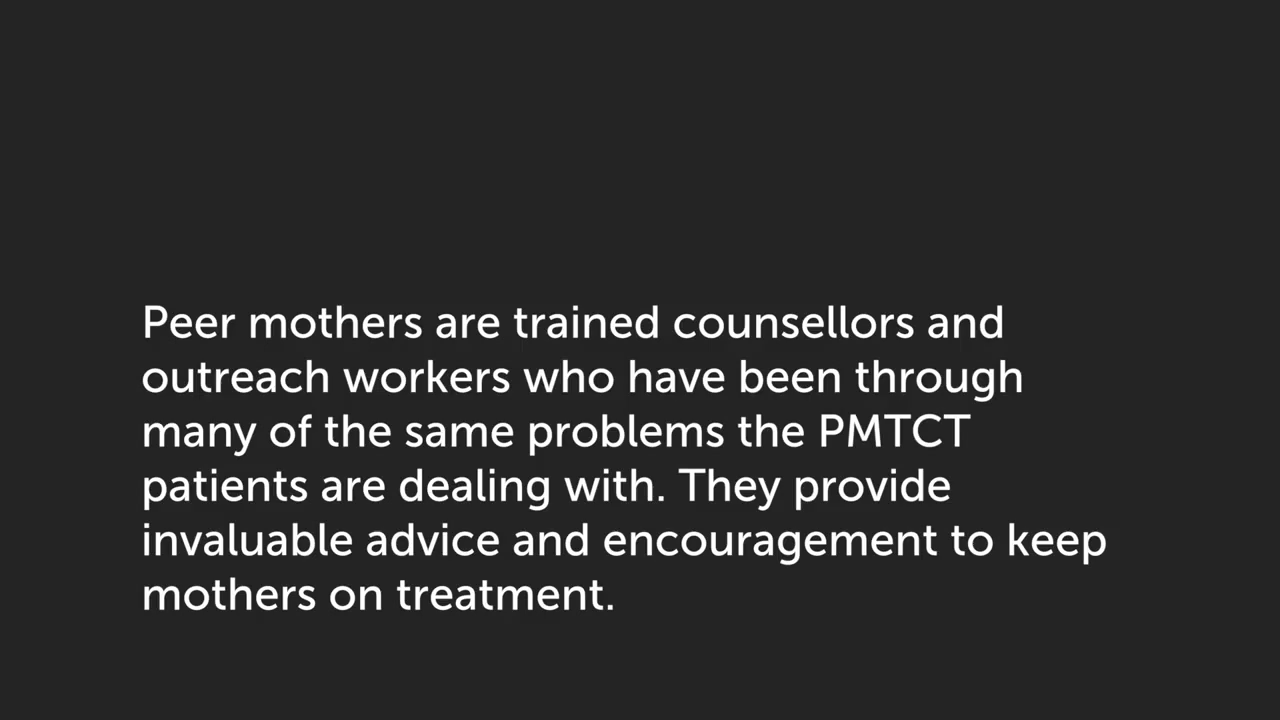 Peer mothers are trained counsellors and
outreach workers who have been through
many of the same problems the PMTCT
patients are dealing with. They provide
invaluable advice and encouragement to keep
mothers on treatment.